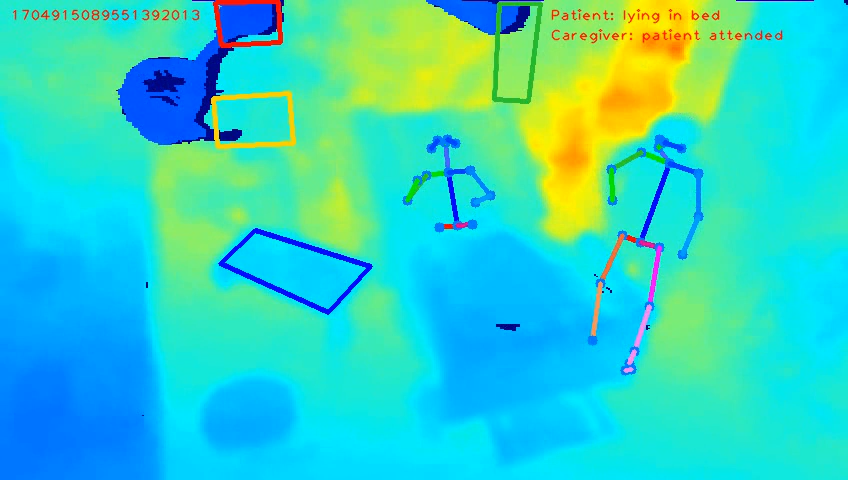 1704915089551392013
Patient: lying in bed
Caregiver: patient attended